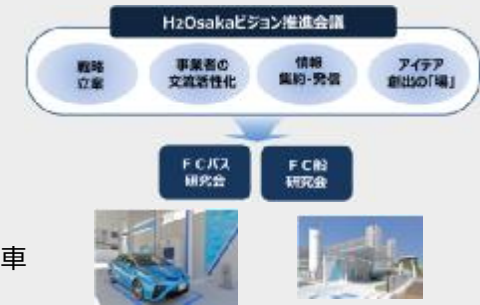 H2Osakaビジョン推進会議
戦略
立案
事業者の
交流活性化
情報
集約・発信
アイデア
創出の「場」
FCバス
研究会
FC船
研究会
車